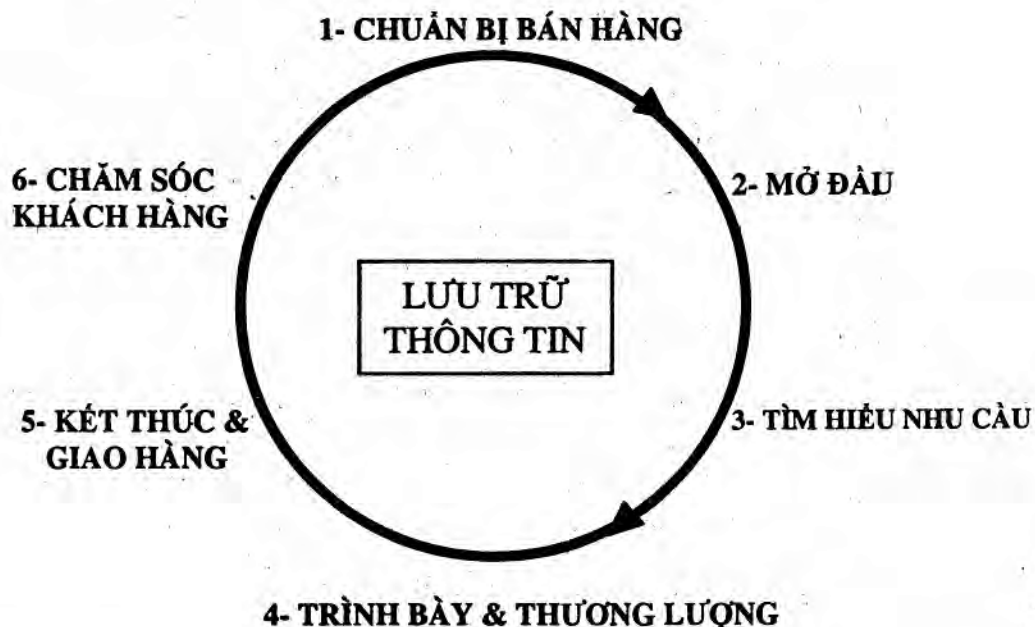 1- CHUẨN BỊ BÁN HÀNG
2- MỞ ĐẦU
3- TÌM HIỂU NHU CẦU
4- TRÌNH BÀY & THƯƠNG LƯỢNG
5- KẾT THÚC &
GIAO HÀNG
6- CHĂM SÓC
KHÁCH HÀNG
LƯU TRỮ
THÔNG TIN